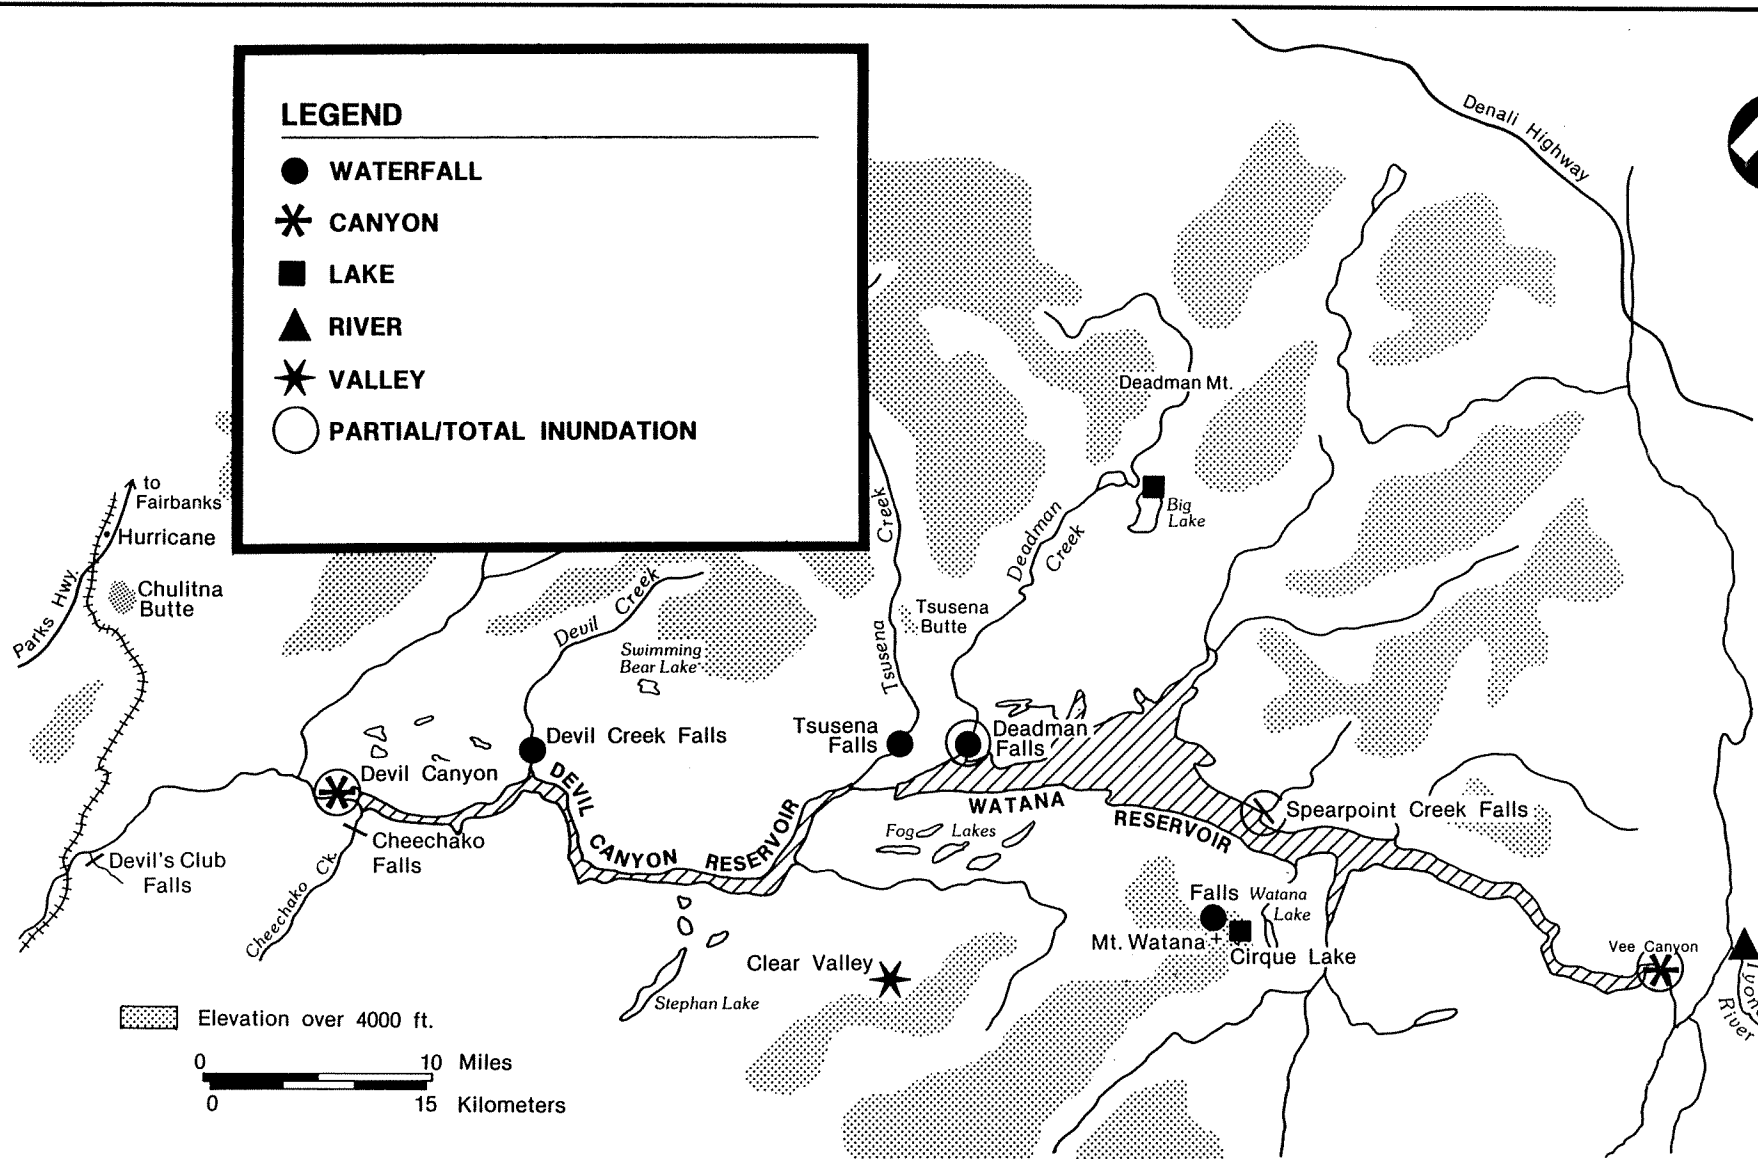 LEGEND
WATERFALL
CANYON
LAKE
RIVER
VALLEY
PARTIAL/TOTAL INUNDATION
Denali Highway
Deadman Mt.
Big
Lake
Deadman
Creek
Tsusena Creek
Tsusena
Butte
to
Fairbanks
Hurricane
Parks Hwy.
Chulitna
Butte
Devil Creek
Swimming
Bear Lake
Devil Creek Falls
Tsusena
Falls
Deadman
Falls
Devil Canyon
DEVIL CANYON RESERVOIR
WATANA RESERVOIR
Spearpoint Creek Falls
Cheechako
Falls
Cheechako Ck.
Devil's Club
Falls
Fog Lakes
Falls
Watana
Lake
Mt. Watana
Cirque Lake
Vee Canyon
River
Clear Valley
Stephan Lake
Elevation over 4000 ft.
0 10 Miles
0 15 Kilometers